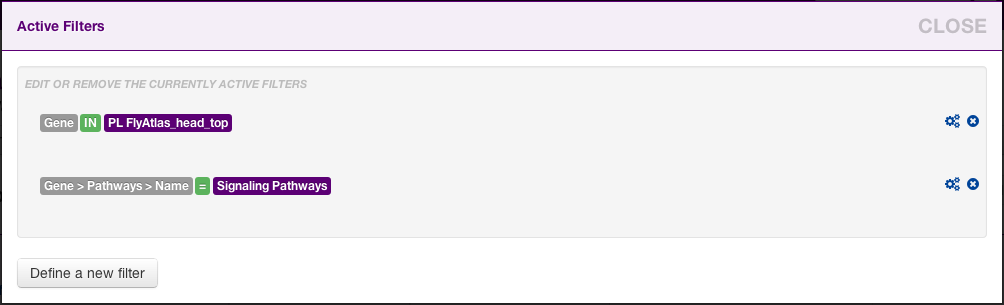 Active Filters
CLOSE
EDIT OR REMOVE THE CURRENTLY ACTIVE FILTERS
Gene IN PL FlyAtlas_head_top
Gene > Pathways > Name = Signaling Pathways
Define a new filter